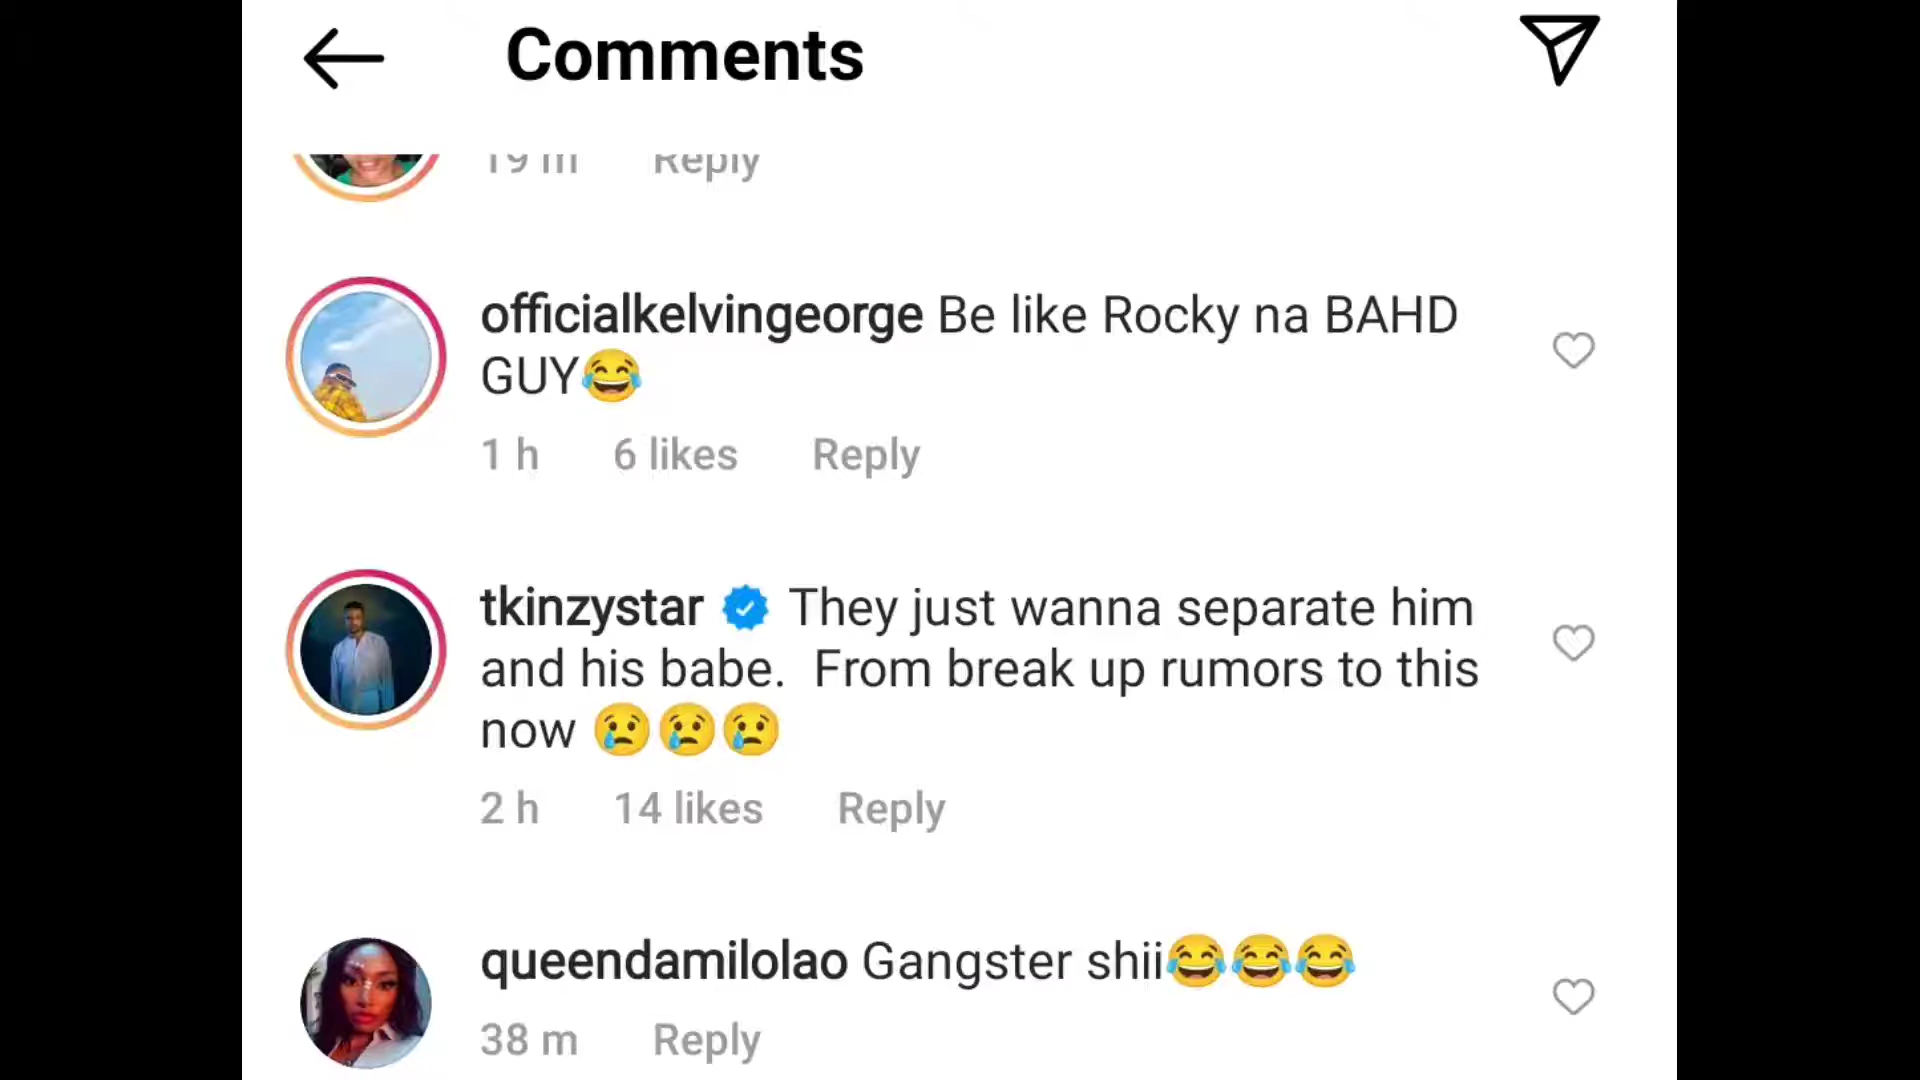 Comments
19 m Reply
officialkelvingeorge Be like Rocky na BAHD
GUY😂
1 h 6 likes Reply
tkinzystar They just wanna separate him
and his babe. From break up rumors to this
now 😢😢😢
2 h 14 likes Reply
queendamilolao Gangster shii😂😂😂
38 m Reply